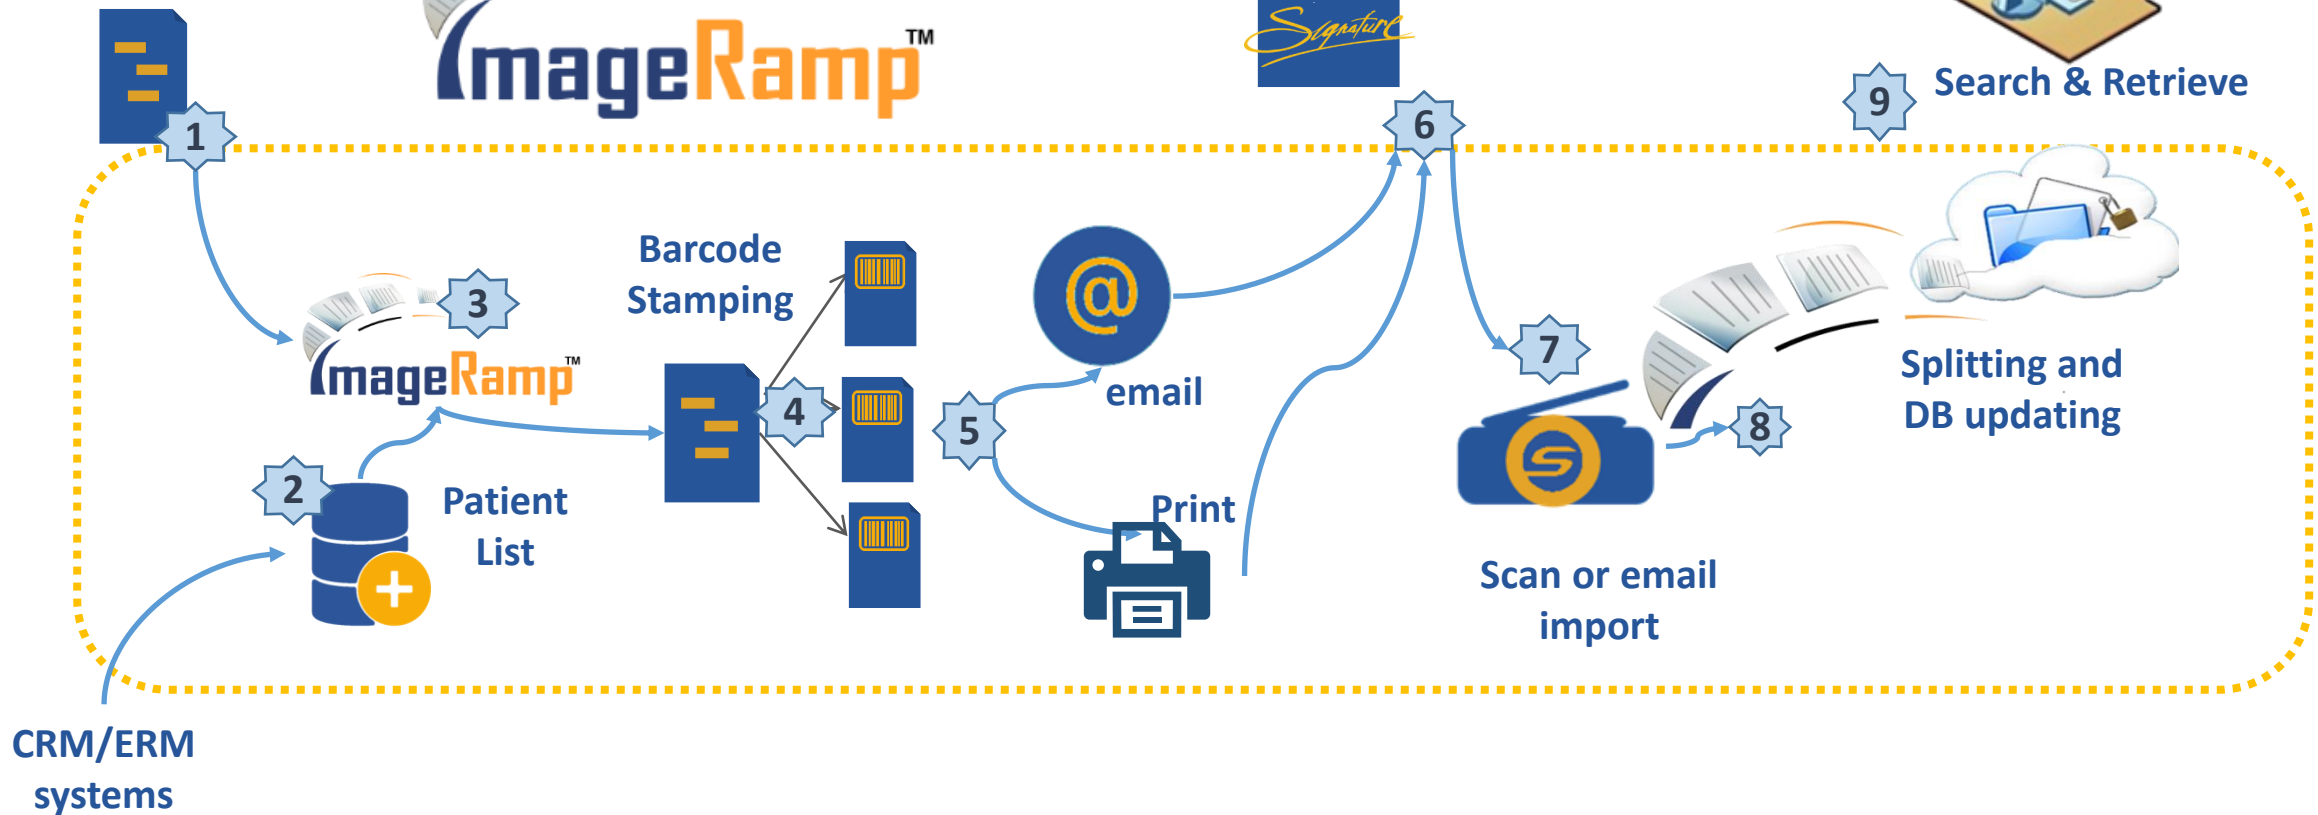 ImageRamp™
Signature
Search & Retrieve
9
1
6
Barcode
Stamping
3
ImageRamp™
@
email
7
Splitting and
DB updating
4
5
8
2
Patient
List
Print
S
Scan or email
import
CRM/ERM
systems